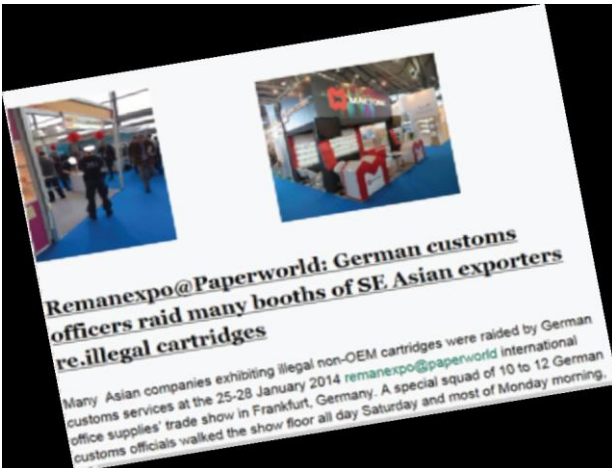 Remanexpo@Paperworld: German customs
officers raid many booths of SE Asian exporters
re.illegal cartridges
Many Asian companies exhibiting illegal non-OEM cartridges were raided by German
customs services at the 25-28 January 2014 remanexpo@paperworld international
office supplies' trade show in Frankfurt, Germany. A special squad of 10 to 12 German
customs officials walked the show floor all day Saturday and most of Monday morning,